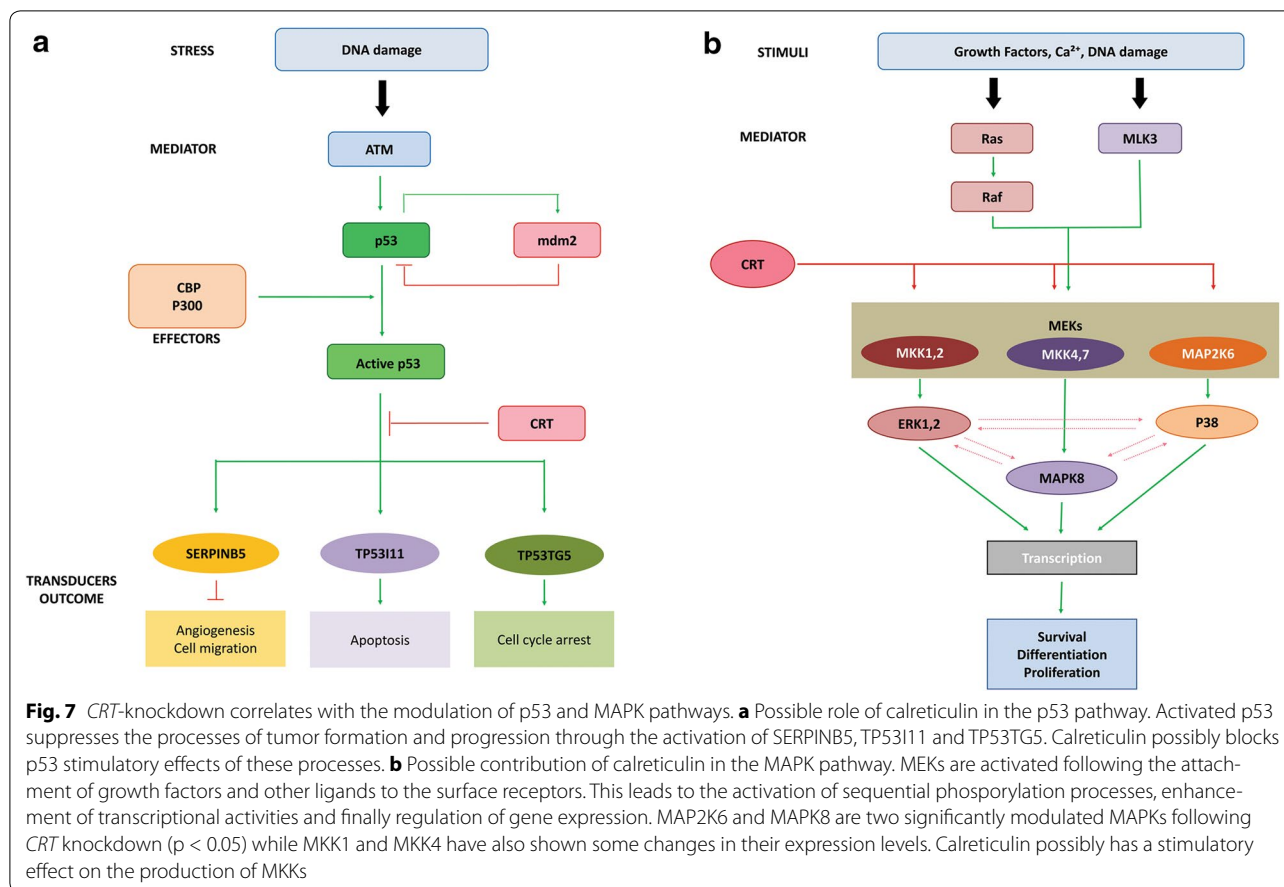 a
STRESS
DNA damage
MEDIATOR
ATM
p53
mdm2
CBP
P300
EFFECTORS
Active p53
CRT
SERPINB5
TP53I11
TP53TG5
TRANSDUCERS
OUTCOME
Angiogenesis
Cell migration
Apoptosis
Cell cycle arrest
b
STIMULI
Growth Factors, Ca²⁺, DNA damage
MEDIATOR
Ras
MLK3
Raf
CRT
MEKs
MKK1,2
MKK4,7
MAP2K6
ERK1,2
P38
MAPK8
Transcription
Survival
Differentiation
Proliferation
Fig. 7 CRT-knockdown correlates with the modulation of p53 and MAPK pathways. a Possible role of calreticulin in the p53 pathway. Activated p53
suppresses the processes of tumor formation and progression through the activation of SERPINB5, TP53I11 and TP53TG5. Calreticulin possibly blocks
p53 stimulatory effects of these processes. b Possible contribution of calreticulin in the MAPK pathway. MEKs are activated following the attach-
ment of growth factors and other ligands to the surface receptors. This leads to the activation of sequential phosporylation processes, enhance-
ment of transcriptional activities and finally regulation of gene expression. MAP2K6 and MAPK8 are two significantly modulated MAPKs following
CRT knockdown (p < 0.05) while MKK1 and MKK4 have also shown some changes in their expression levels. Calreticulin possibly has a stimulatory
effect on the production of MKKs